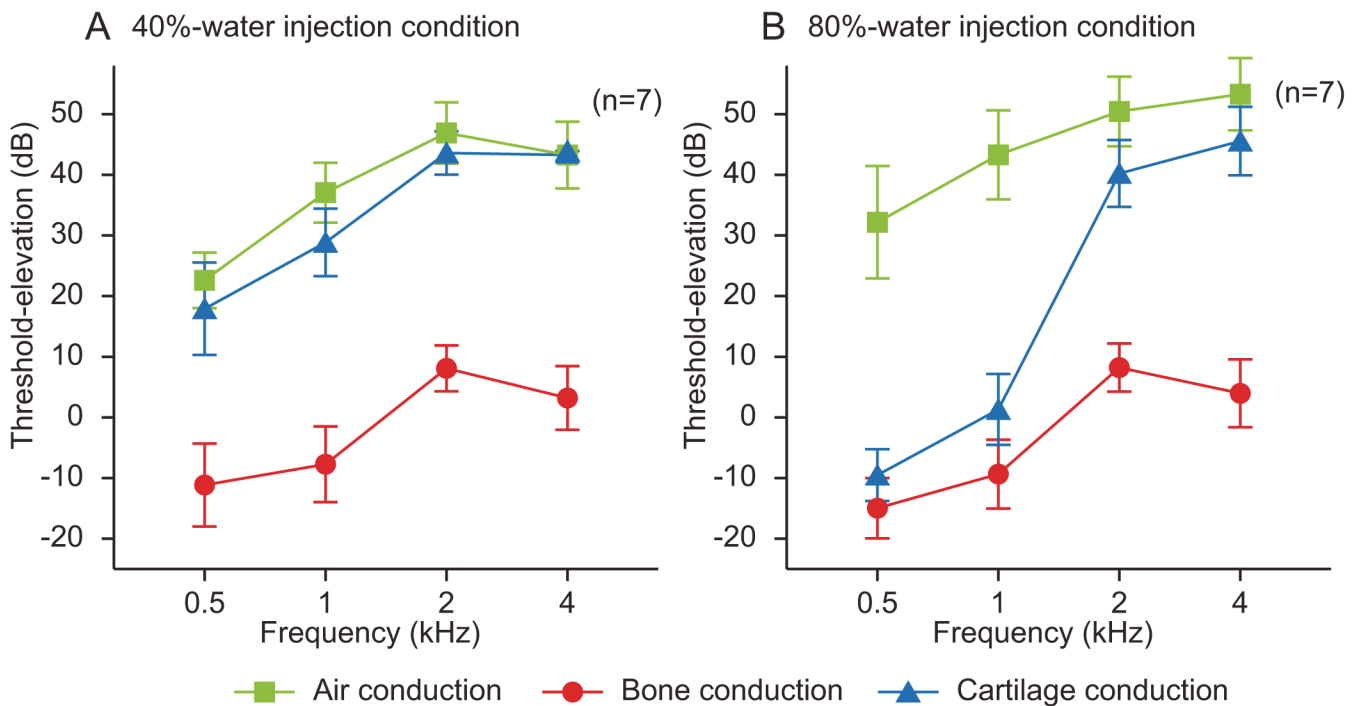 A 40%-water injection condition
(n=7)
Threshold-elevation (dB)
50
40
30
20
10
0
-10
-20
0.5 1 2 4
Frequency (kHz)
B 80%-water injection condition
(n=7)
Threshold-elevation (dB)
50
40
30
20
10
0
-10
-20
0.5 1 2 4
Frequency (kHz)
Air conduction Bone conduction Cartilage conduction